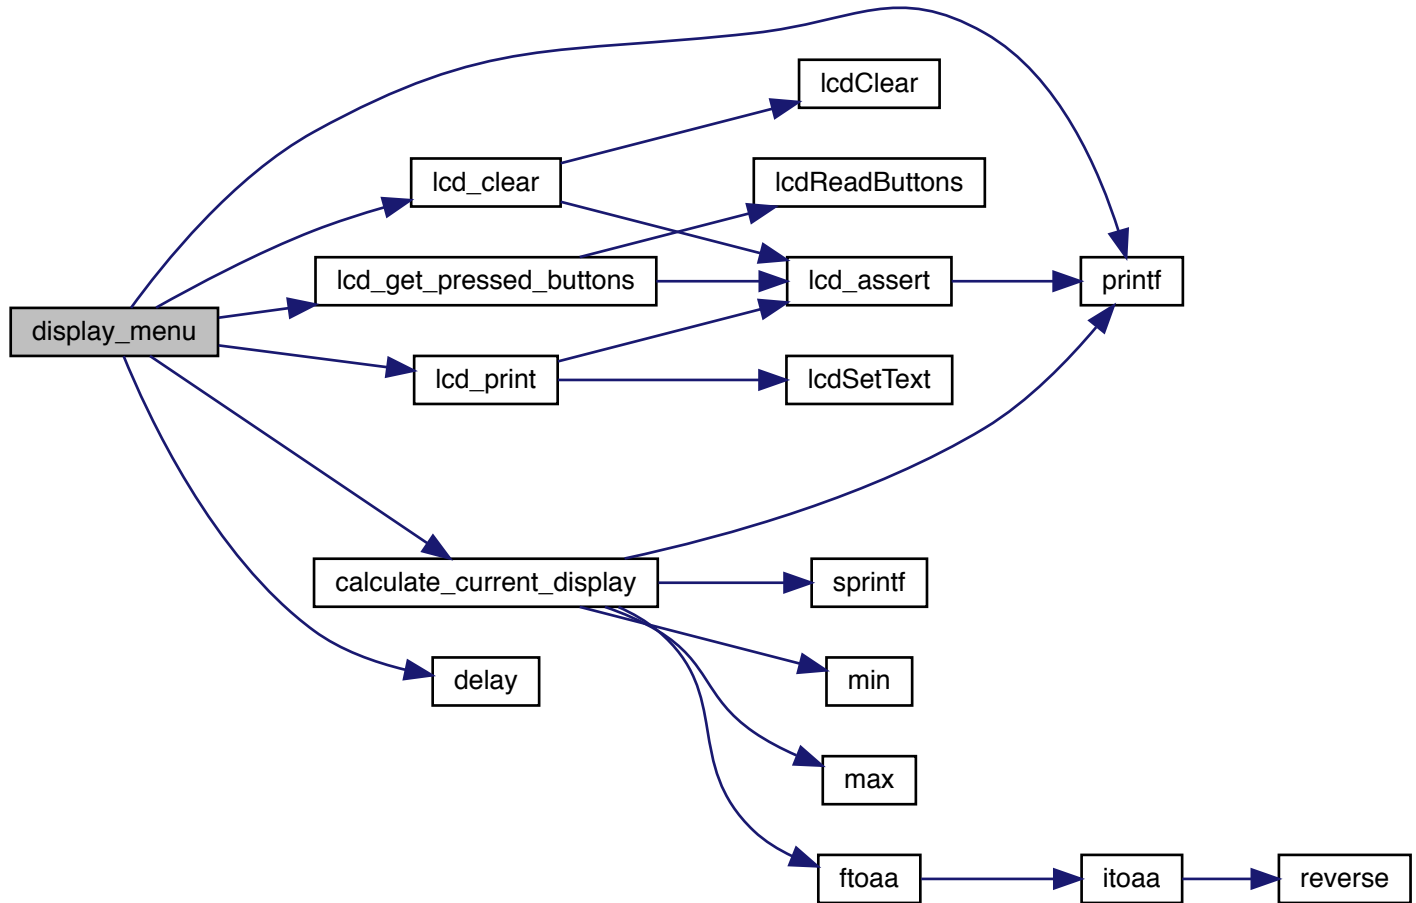 lcdClear
lcd_clear
lcdReadButtons
lcd_get_pressed_buttons
lcd_assert
printf
display_menu
lcd_print
lcdSetText
calculate_current_display
sprintf
delay
min
max
ftoaa
itoaa
reverse